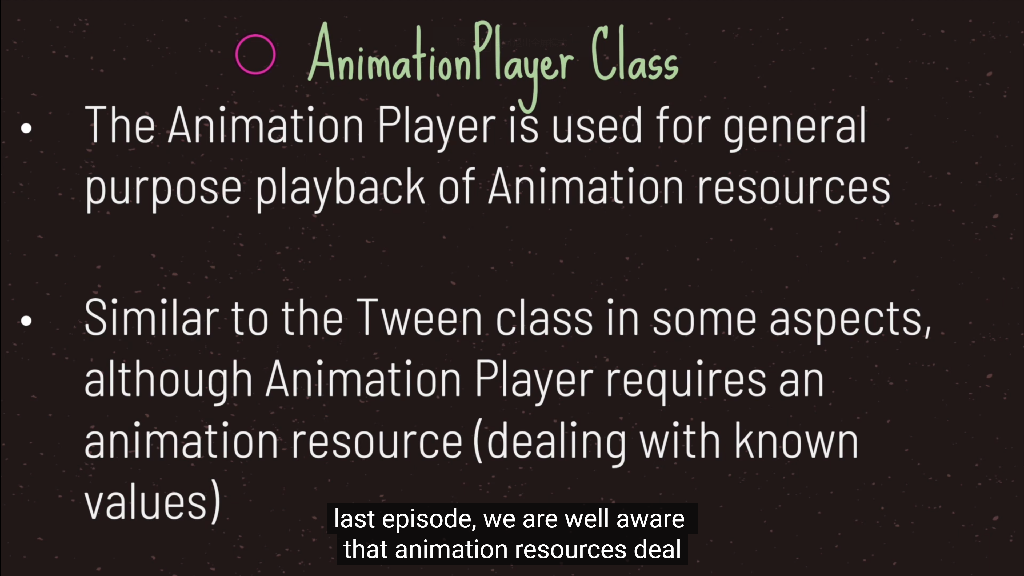 AnimationPlayer Class
• The Animation Player is used for general
purpose playback of Animation resources
• Similar to the Tween class in some aspects,
although Animation Player requires an
animation resource (dealing with known
values)
last episode, we are well aware
that animation resources deal